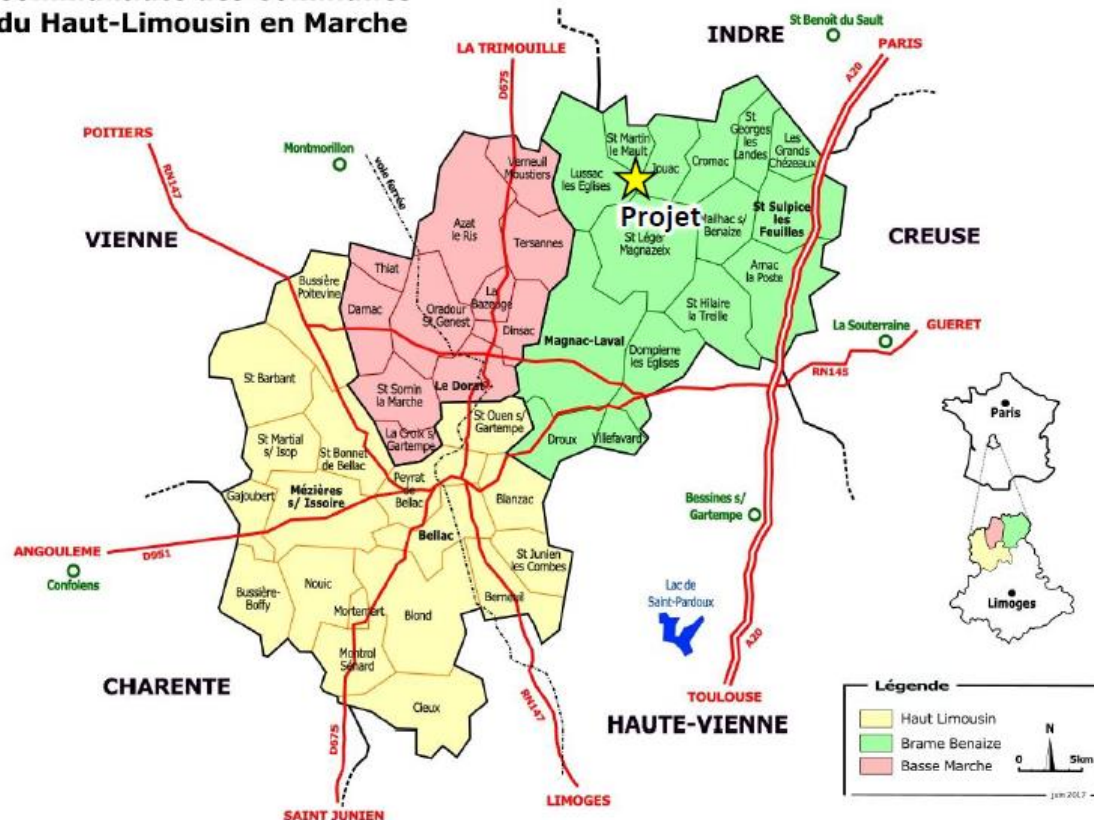 du Haut-Limousin en Marche
INDRE
St Benoît du Sault
PARIS
A20
LA TRIMOUILLE
D675
POITIERS
RN147
Montmorillon
voie ferrée
VIENNE
CREUSE
St Martin
le Mault
Jouac
Cromac
St
Georges
les
Landes
Les
Grands
Chézeaux
Lussac
les Eglises
Projet
Mailhac s/
Benaize
St Sulpice
les
Feuilles
St Léger
Magnazeix
Arnac
la Poste
St Hilaire
la Treille
Verneuil
Moustiers
Azat
le Ris
Tersannes
Thiat
La
Bazeuge
Oradour
St Genest
Darnac
Dinsac
Bussière
Poitevine
Magnac-Laval
Dompierre
les Eglises
La Souterraine
GUERET
RN145
St Barbant
St Sornin
la Marche
Le Dorat
La Croix s/
Gartempe
St Ouen s/
Gartempe
Droux
Villefavard
St Martial
s/ Isop
St Bonnet
de Bellac
Peyrat
de
Bellac
Blanzac
Gajoubert
Mézières
s/ Issoire
Bellac
St Junien
les Combes
Bessines s/
Gartempe
ANGOULEME
Confolens
D951
Bussière-
Boffy
Nouic
Mortemart
Blond
Berneuil
Montrol
Sénard
Cieux
Lac de
Saint-Pardoux
CHARENTE
D675
SAINT JUNIEN
RN147
LIMOGES
A20
TOULOUSE
HAUTE-VIENNE
Paris
Limoges
Légende
Haut Limousin
Brame Benaize
Basse Marche
N
0 5km
juin 2017